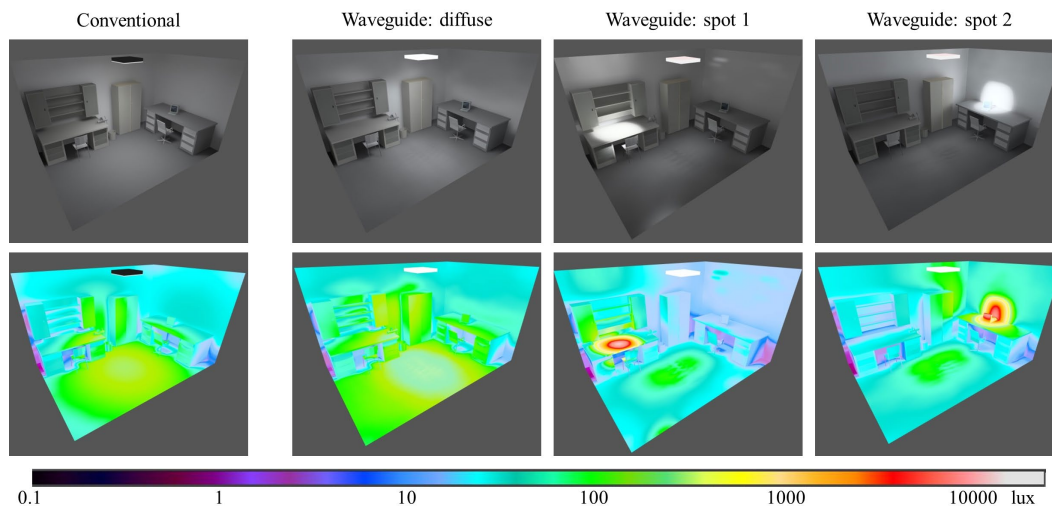 Conventional
Waveguide: diffuse
Waveguide: spot 1
Waveguide: spot 2
0.1 1 10 100 1000 10000 lux